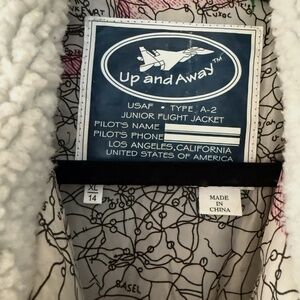 Up and Away™
USAF • TYPE A-2
JUNIOR FLIGHT JACKET
PILOT'S NAME
PILOT'S PHONE
LOS ANGELES, CALIFORNIA
UNITED STATES OF AMERICA
XL
14
MADE IN
CHINA
BASEL